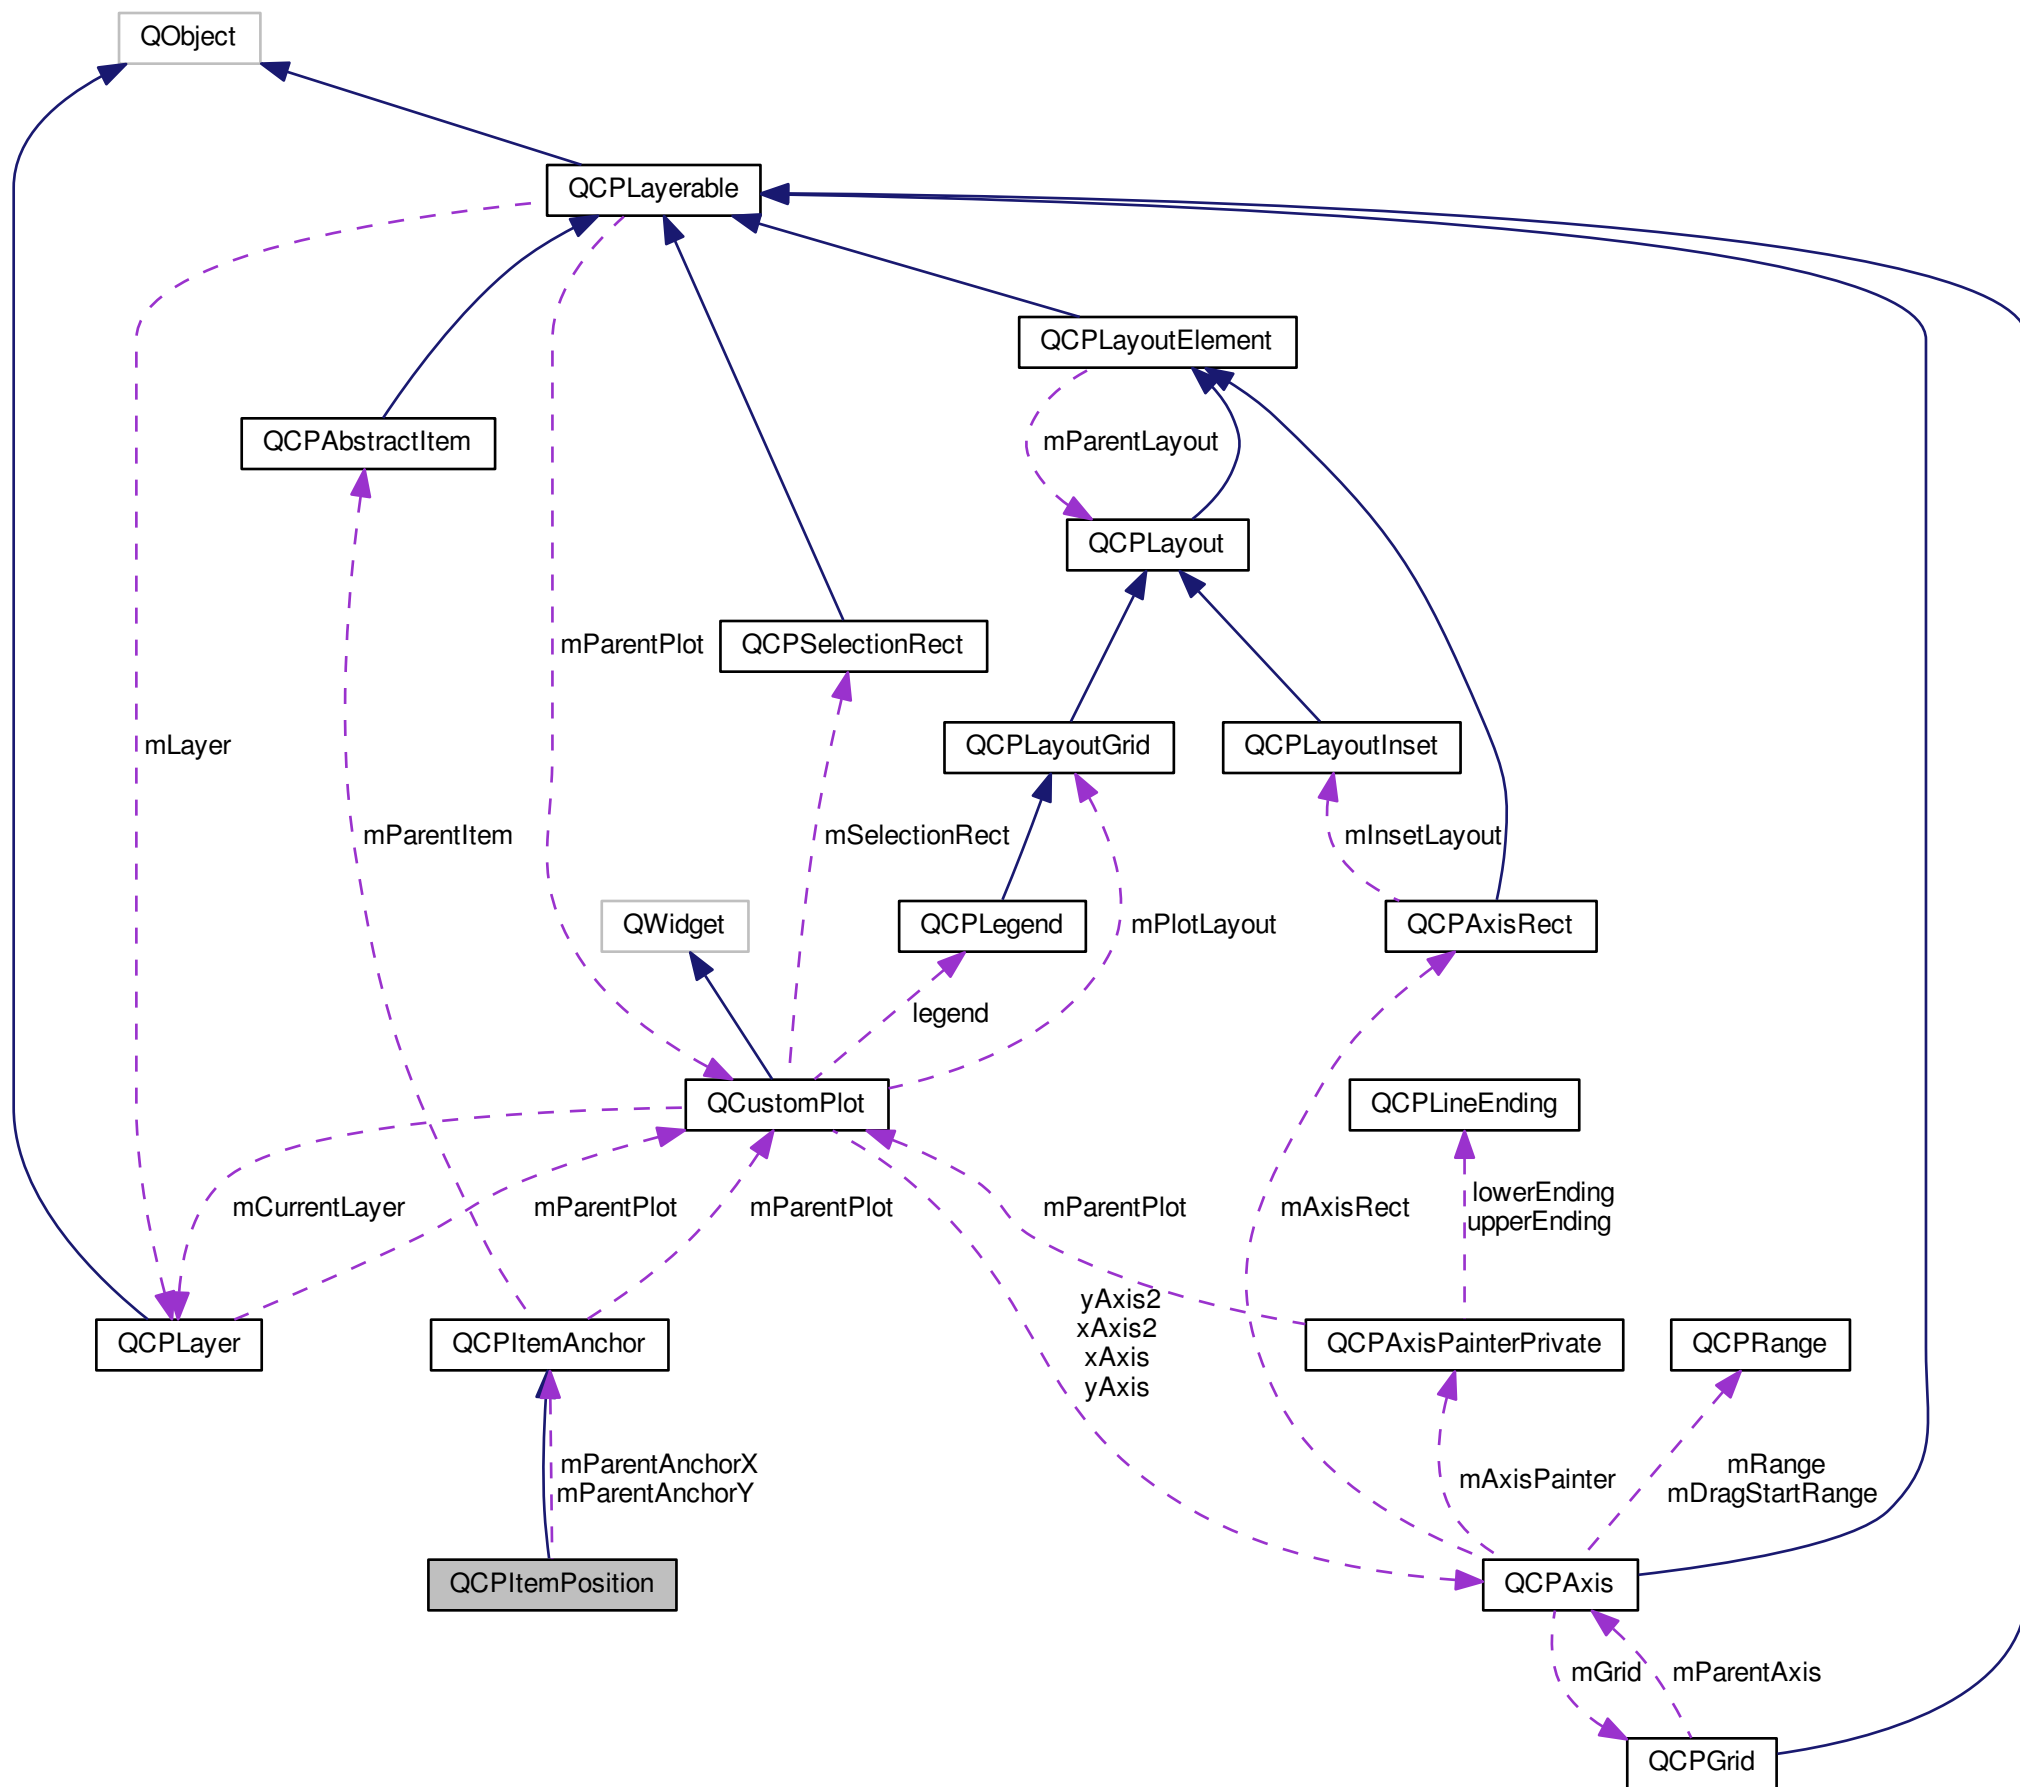 QObject
QCPLayerable
QCPLayoutElement
QCPAbstractItem
mParentLayout
QCPLayout
mParentPlot
QCPSelectionRect
mLayer
QCPLayoutGrid
QCPLayoutInset
mParentItem
mSelectionRect
mInsetLayout
QWidget
QCPLegend
mPlotLayout
QCPAxisRect
legend
QCustomPlot
QCPLineEnding
mCurrentLayer
mParentPlot
mParentPlot
mParentPlot
mAxisRect
lowerEnding
upperEnding
yAxis2
xAxis2
xAxis
yAxis
QCPLayer
QCPItemAnchor
QCPAxisPainterPrivate
QCPRange
mParentAnchorX
mParentAnchorY
mAxisPainter
mRange
mDragStartRange
QCPItemPosition
QCPAxis
mGrid
mParentAxis
QCPGrid